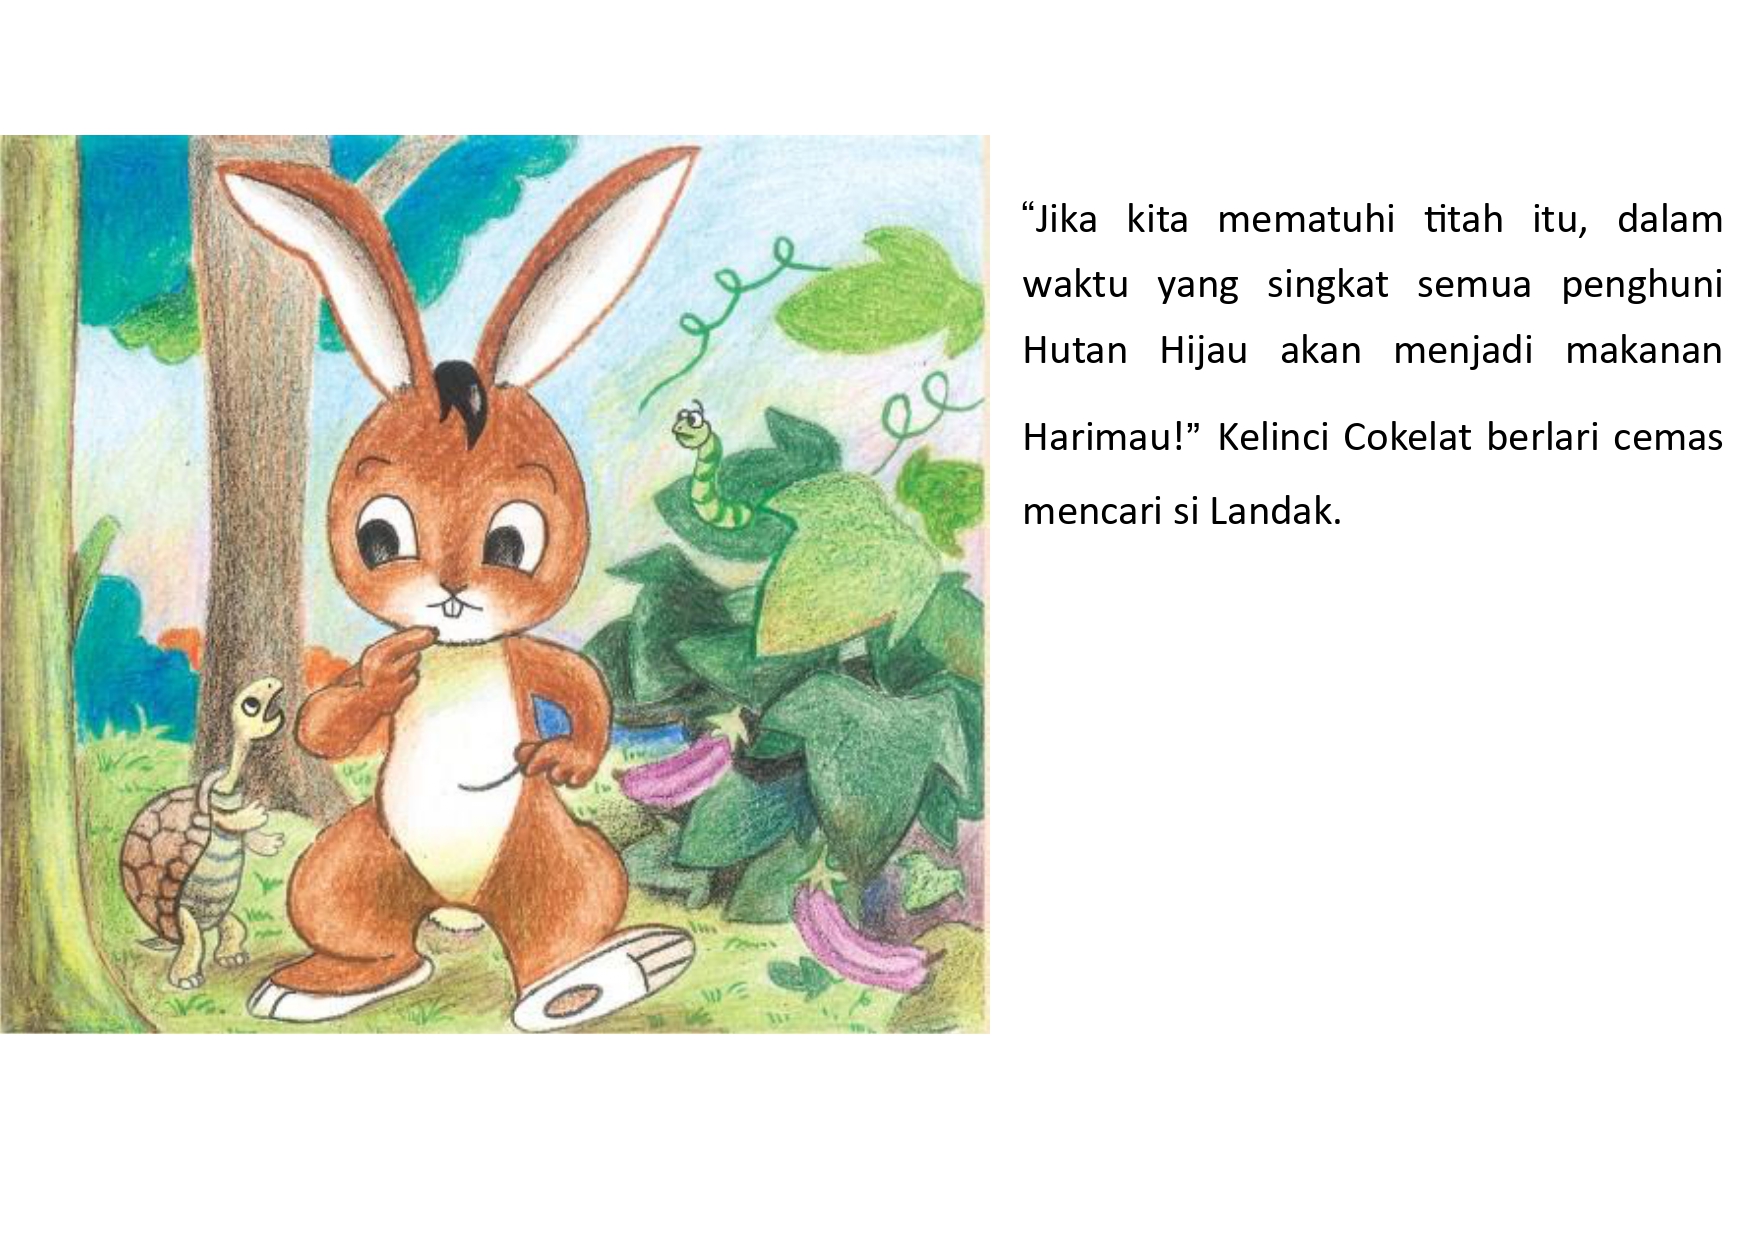 “Jika kita mematuhi titah itu, dalam
waktu yang singkat semua penghuni
Hutan Hijau akan menjadi makanan
Harimau!” Kelinci Cokelat berlari cemas
mencari si Landak.